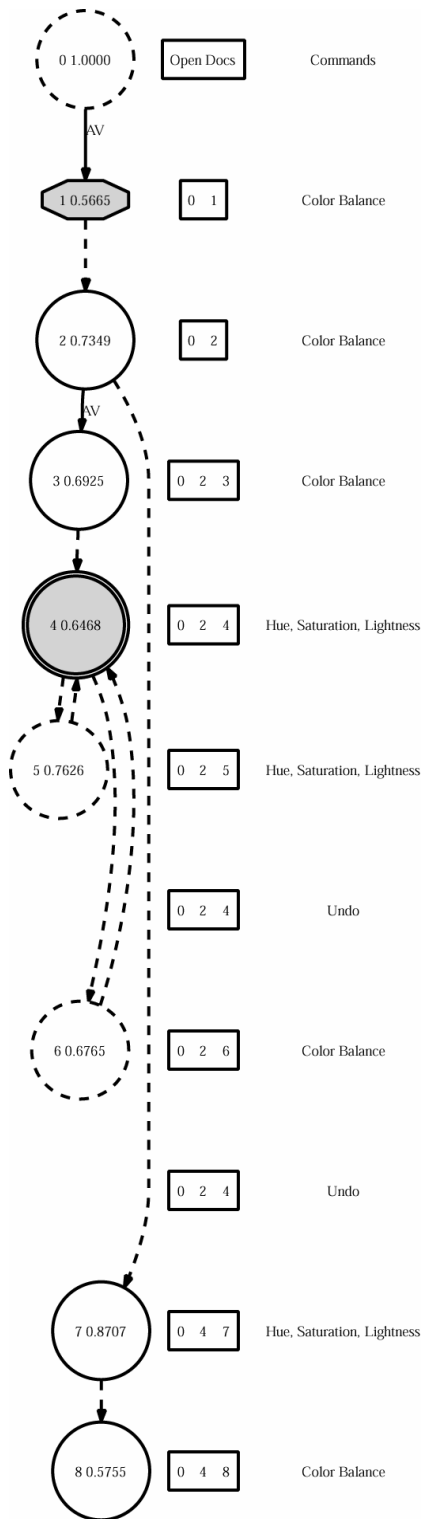 0 1.0000 Open Docs Commands
AV
1 0.5665 0 1 Color Balance
2 0.7349 0 2 Color Balance
AV
3 0.6925 0 2 3 Color Balance
4 0.6468 0 2 4 Hue, Saturation, Lightness
5 0.7626 0 2 5 Hue, Saturation, Lightness
0 2 4 Undo
6 0.6765 0 2 6 Color Balance
0 2 4 Undo
7 0.8707 0 4 7 Hue, Saturation, Lightness
8 0.5755 0 4 8 Color Balance